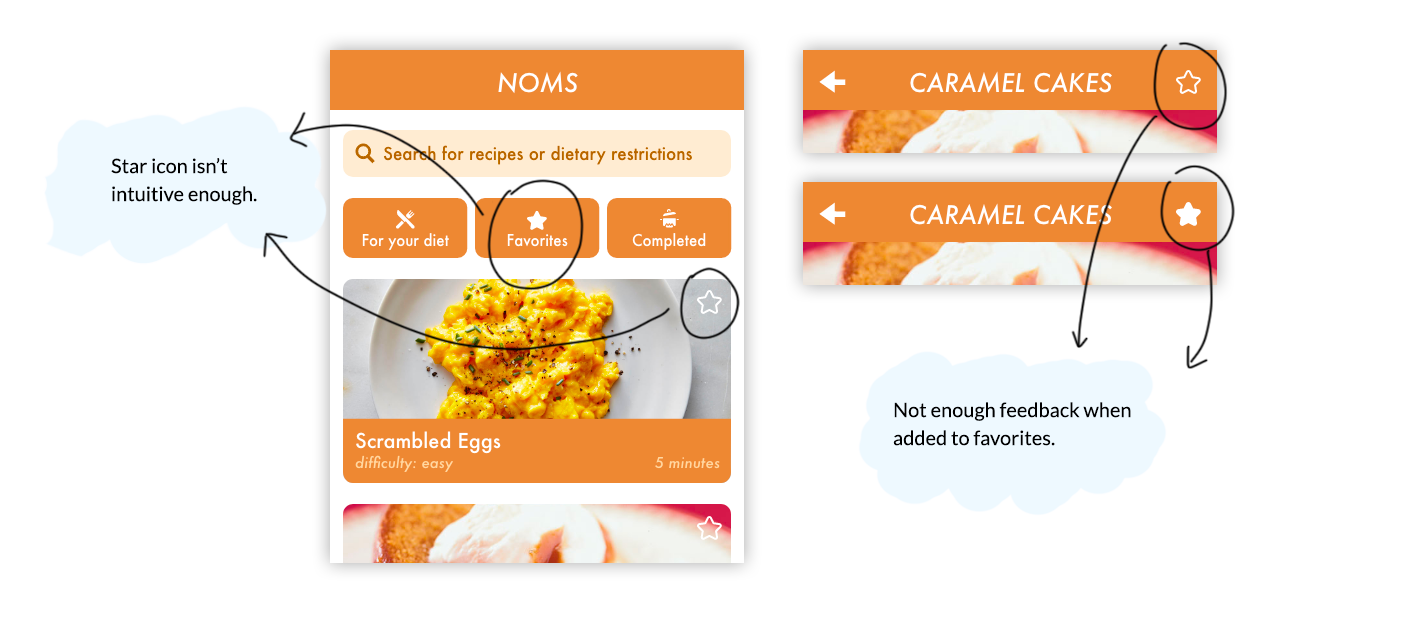 NOMS
Search for recipes or dietary restrictions
For your diet
Favorites
Completed
Scrambled Eggs
difficulty: easy
5 minutes
Star icon isn’t
intuitive enough.
CARAMEL CAKES
CARAMEL CAKES
Not enough feedback when
added to favorites.